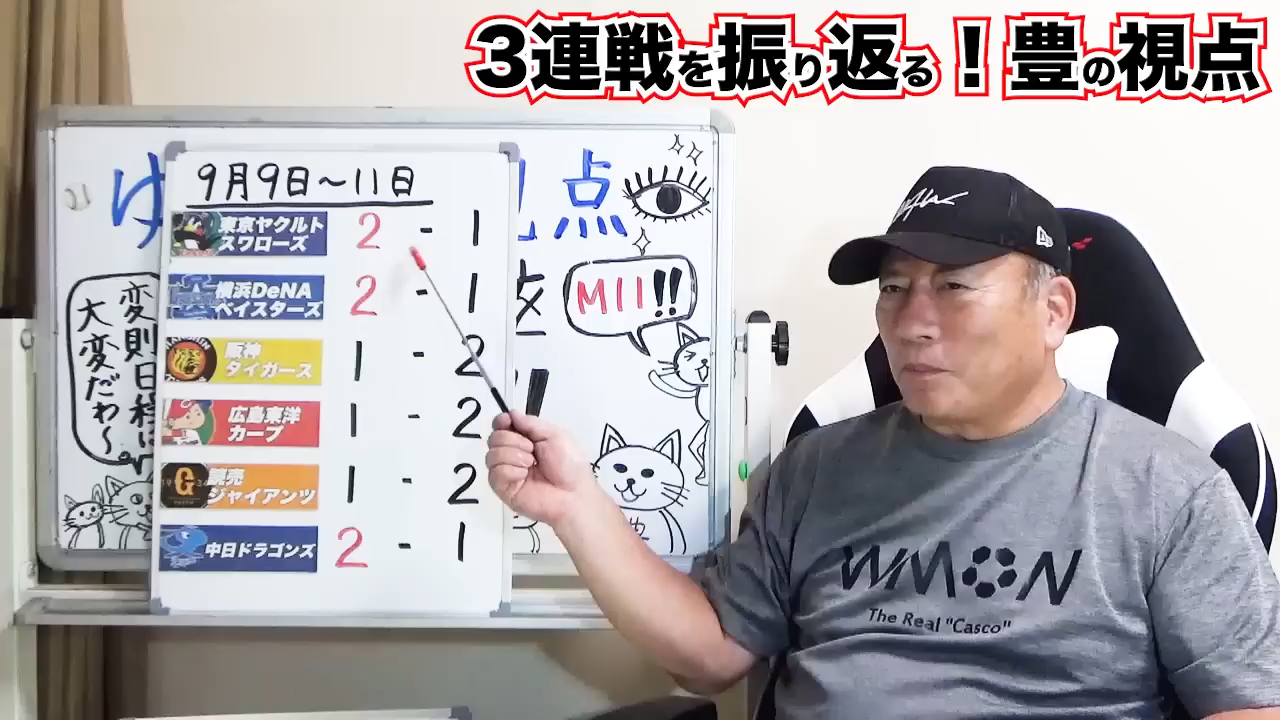 3連戦を振り返る！豊の視点
9月9日~11日
東京ヤクルト
スワローズ
2 - 1
横浜DeNA
ベイスターズ
2 - 1
阪神
タイガース
1 - 2
広島東洋
カープ
1 - 2
読売
ジャイアンツ
1 - 2
中日ドラゴンズ
2 - 1
ゆ
点
M11!!
変則日程は
大変だわ~
G
WMON
The Real "Casco"